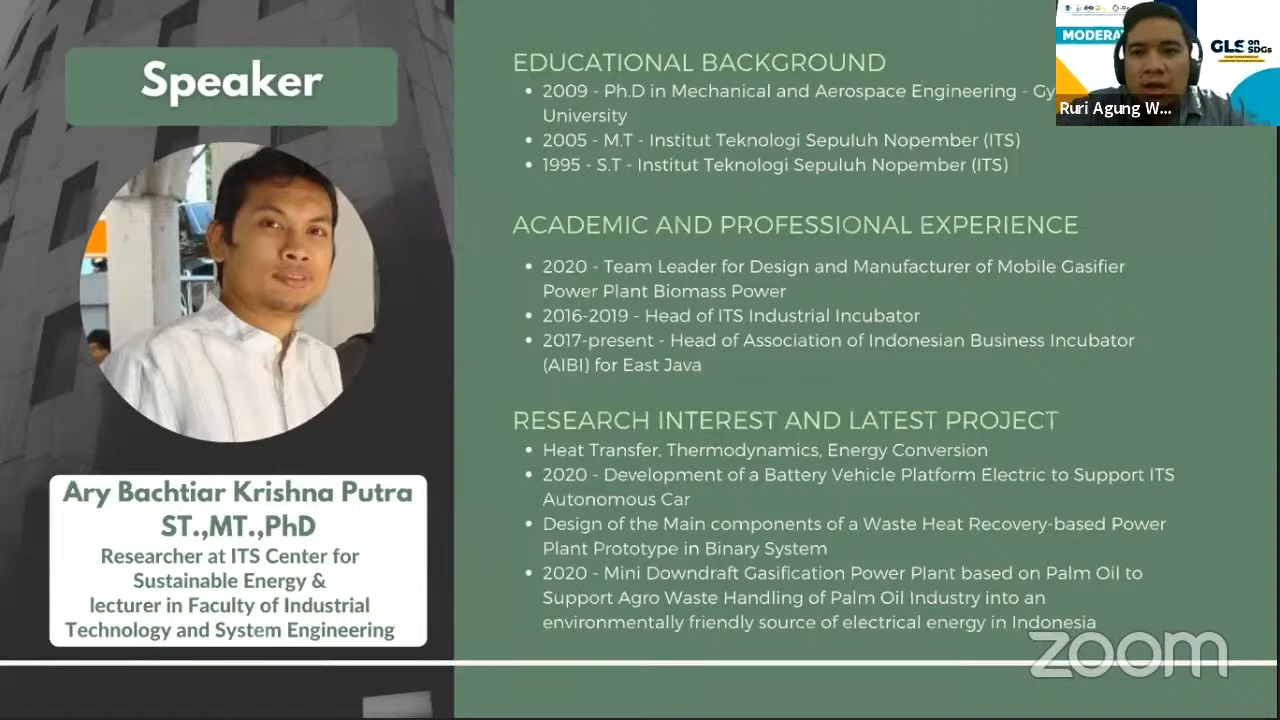 Speaker
Ary Bachtiar Krishna Putra
ST.,MT.,PhD
Researcher at ITS Center for
Sustainable Energy &
lecturer in Faculty of Industrial
Technology and System Engineering
EDUCATIONAL BACKGROUND
• 2009 - Ph.D in Mechanical and Aerospace Engineering - Gy
University
• 2005 - M.T - Institut Teknologi Sepuluh Nopember (ITS)
• 1995 - S.T - Institut Teknologi Sepuluh Nopember (ITS)
ACADEMIC AND PROFESSIONAL EXPERIENCE
• 2020 - Team Leader for Design and Manufacturer of Mobile Gasifier
Power Plant Biomass Power
• 2016-2019 - Head of ITS Industrial Incubator
• 2017-present - Head of Association of Indonesian Business Incubator
(AIBI) for East Java
RESEARCH INTEREST AND LATEST PROJECT
• Heat Transfer, Thermodynamics, Energy Conversion
• 2020 - Development of a Battery Vehicle Platform Electric to Support ITS
Autonomous Car
• Design of the Main components of a Waste Heat Recovery-based Power
Plant Prototype in Binary System
• 2020 - Mini Downdraft Gasification Power Plant based on Palm Oil to
Support Agro Waste Handling of Palm Oil Industry into an
environmentally friendly source of electrical energy in Indonesia
MODERA
GLS on
SDGs
Ruri Agung W...
zoom